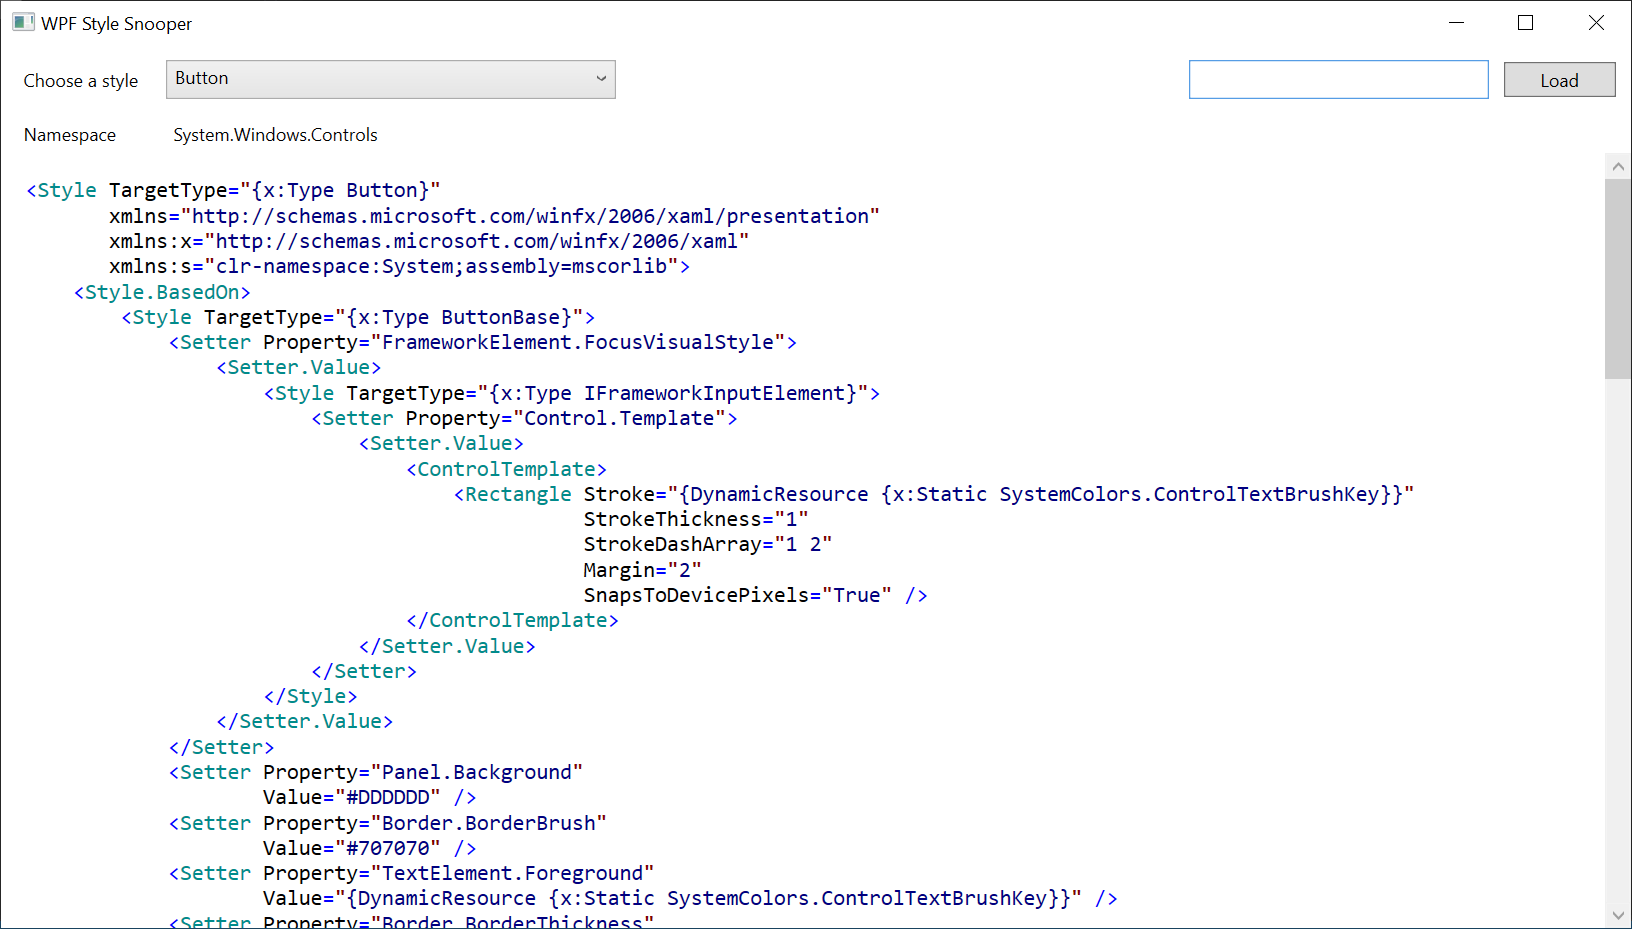 WPF Style Snooper
Choose a style Button Load
Namespace System.Windows.Controls
<Style TargetType="{x:Type Button}"
xmlns="http://schemas.microsoft.com/winfx/2006/xaml/presentation"
xmlns:x="http://schemas.microsoft.com/winfx/2006/xaml"
xmlns:s="clr-namespace:System;assembly=mscorlib">
<Style.BasedOn>
<Style TargetType="{x:Type ButtonBase}">
<Setter Property="FrameworkElement.FocusVisualStyle">
<Setter.Value>
<Style TargetType="{x:Type IFrameworkInputElement}">
<Setter Property="Control.Template">
<Setter.Value>
<ControlTemplate>
<Rectangle Stroke="{DynamicResource {x:Static SystemColors.ControlTextBrushKey}}"
StrokeThickness="1"
StrokeDashArray="1 2"
Margin="2"
SnapsToDevicePixels="True" />
</ControlTemplate>
</Setter.Value>
</Setter>
</Style>
</Setter.Value>
</Setter>
<Setter Property="Panel.Background"
Value="#DDDDDD" />
<Setter Property="Border.BorderBrush"
Value="#707070" />
<Setter Property="TextElement.Foreground"
Value="{DynamicResource {x:Static SystemColors.ControlTextBrushKey}}" />
<Setter Property="Border.BorderThickness"